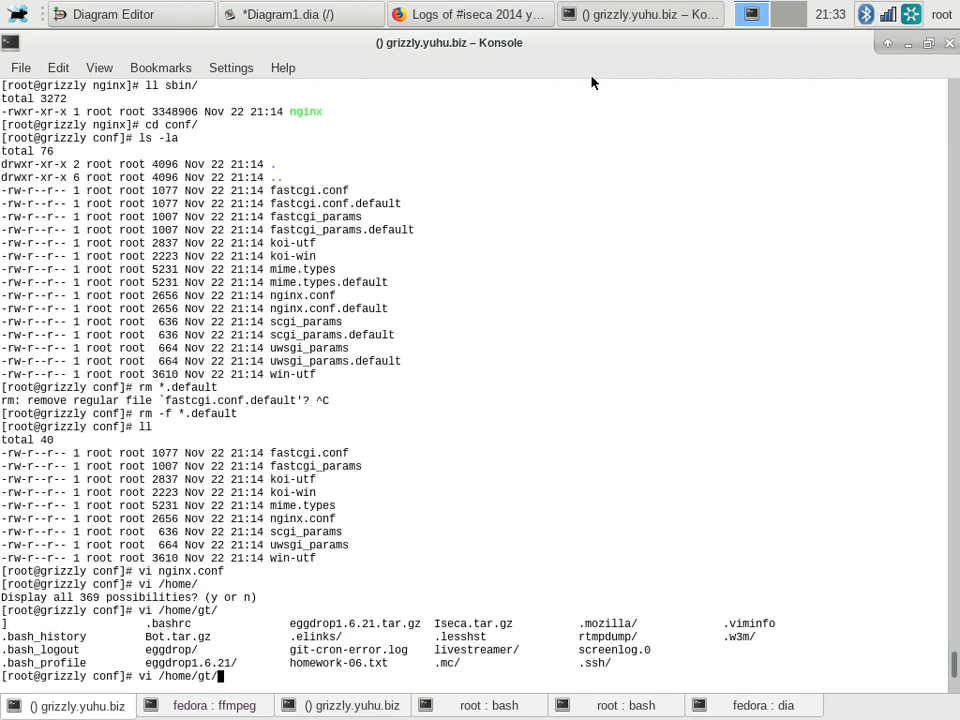 Diagram Editor *Diagram1.dia (/) Logs of #iseca 2014 y... () grizzly.yuhu.biz – Ko... 21:33 root
() grizzly.yuhu.biz – Konsole
File Edit View Bookmarks Settings Help
[root@grizzly nginx]# ll sbin/
total 3272
-rwxr-xr-x 1 root root 3348906 Nov 22 21:14 nginx
[root@grizzly nginx]# cd conf/
[root@grizzly conf]# ls -la
total 76
drwxr-xr-x 2 root root 4096 Nov 22 21:14 .
drwxr-xr-x 6 root root 4096 Nov 22 21:14 ..
-rw-r--r-- 1 root root 1077 Nov 22 21:14 fastcgi.conf
-rw-r--r-- 1 root root 1077 Nov 22 21:14 fastcgi.conf.default
-rw-r--r-- 1 root root 1007 Nov 22 21:14 fastcgi_params
-rw-r--r-- 1 root root 1007 Nov 22 21:14 fastcgi_params.default
-rw-r--r-- 1 root root 2837 Nov 22 21:14 koi-utf
-rw-r--r-- 1 root root 2223 Nov 22 21:14 koi-win
-rw-r--r-- 1 root root 5231 Nov 22 21:14 mime.types
-rw-r--r-- 1 root root 5231 Nov 22 21:14 mime.types.default
-rw-r--r-- 1 root root 2656 Nov 22 21:14 nginx.conf
-rw-r--r-- 1 root root 2656 Nov 22 21:14 nginx.conf.default
-rw-r--r-- 1 root root  636 Nov 22 21:14 scgi_params
-rw-r--r-- 1 root root  636 Nov 22 21:14 scgi_params.default
-rw-r--r-- 1 root root  664 Nov 22 21:14 uwsgi_params
-rw-r--r-- 1 root root  664 Nov 22 21:14 uwsgi_params.default
-rw-r--r-- 1 root root 3610 Nov 22 21:14 win-utf
[root@grizzly conf]# rm *.default
rm: remove regular file `fastcgi.conf.default'? ^C
[root@grizzly conf]# rm -f *.default
[root@grizzly conf]# ll
total 40
-rw-r--r-- 1 root root 1077 Nov 22 21:14 fastcgi.conf
-rw-r--r-- 1 root root 1007 Nov 22 21:14 fastcgi_params
-rw-r--r-- 1 root root 2837 Nov 22 21:14 koi-utf
-rw-r--r-- 1 root root 2223 Nov 22 21:14 koi-win
-rw-r--r-- 1 root root 5231 Nov 22 21:14 mime.types
-rw-r--r-- 1 root root 2656 Nov 22 21:14 nginx.conf
-rw-r--r-- 1 root root  636 Nov 22 21:14 scgi_params
-rw-r--r-- 1 root root  664 Nov 22 21:14 uwsgi_params
-rw-r--r-- 1 root root 3610 Nov 22 21:14 win-utf
[root@grizzly conf]# vi nginx.conf
[root@grizzly conf]# vi /home/
Display all 369 possibilities? (y or n)
[root@grizzly conf]# vi /home/gt/
] .bashrc eggdrop1.6.21.tar.gz Iseca.tar.gz .mozilla/ .viminfo
.bash_history Bot.tar.gz .elinks/ .lesshst rtmpdump/ .w3m/
.bash_logout eggdrop/ git-cron-error.log livestreamer/ screenlog.0
.bash_profile eggdrop1.6.21/ homework-06.txt .mc/ .ssh/
[root@grizzly conf]# vi /home/gt/
() grizzly.yuhu.biz fedora : ffmpeg () grizzly.yuhu.biz root : bash root : bash fedora : dia